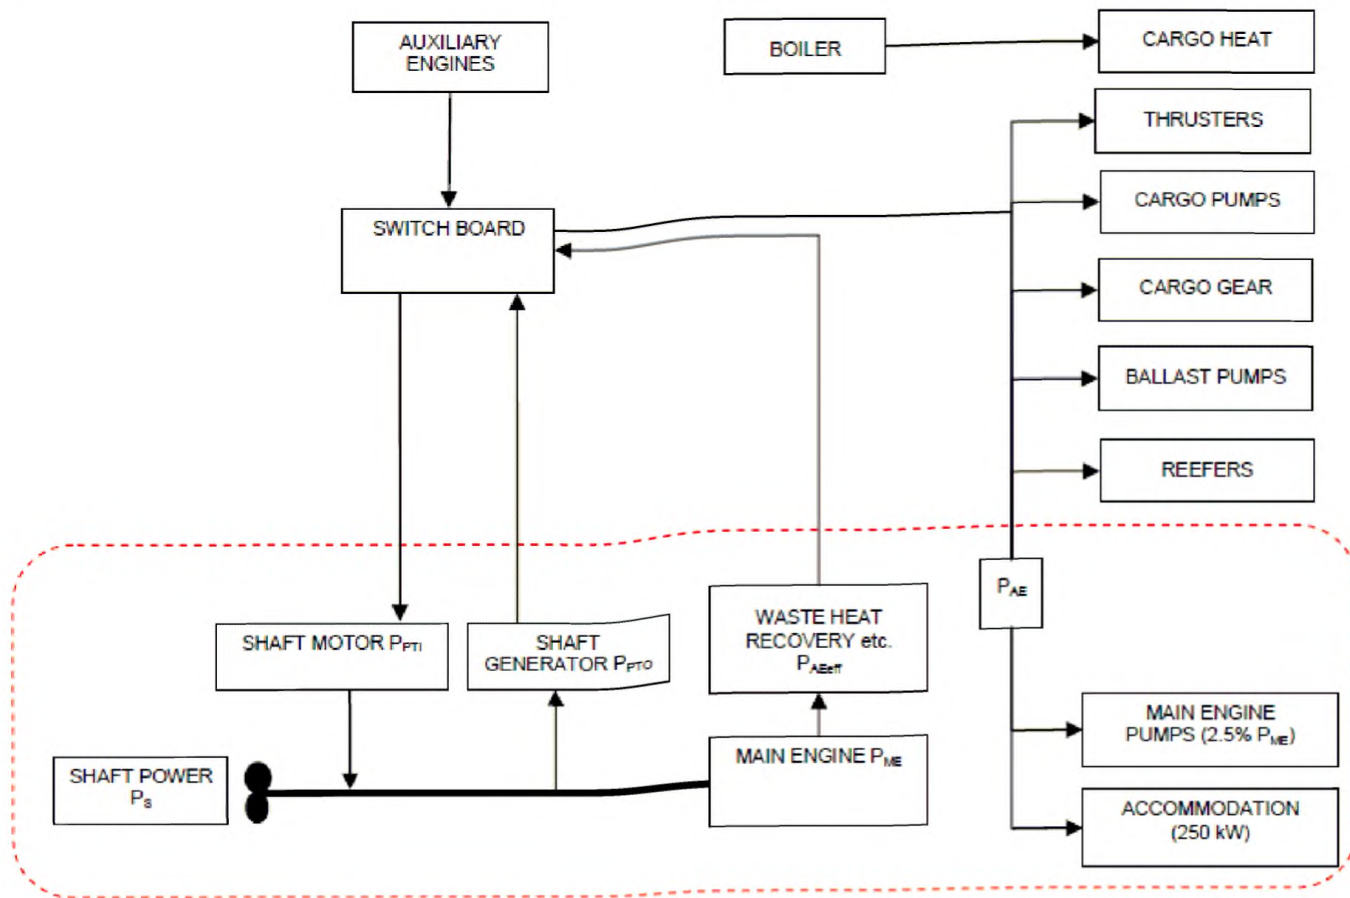 AUXILIARY
ENGINES
BOILER
CARGO HEAT
THRUSTERS
SWITCH BOARD
CARGO PUMPS
CARGO GEAR
BALLAST PUMPS
REEFERS
PAE
SHAFT MOTOR PPTI
SHAFT
GENERATOR PPTO
WASTE HEAT
RECOVERY etc.
PAEeff
MAIN ENGINE
PUMPS (2.5% PME)
SHAFT POWER
PS
MAIN ENGINE PME
ACCOMMODATION
(250 kW)